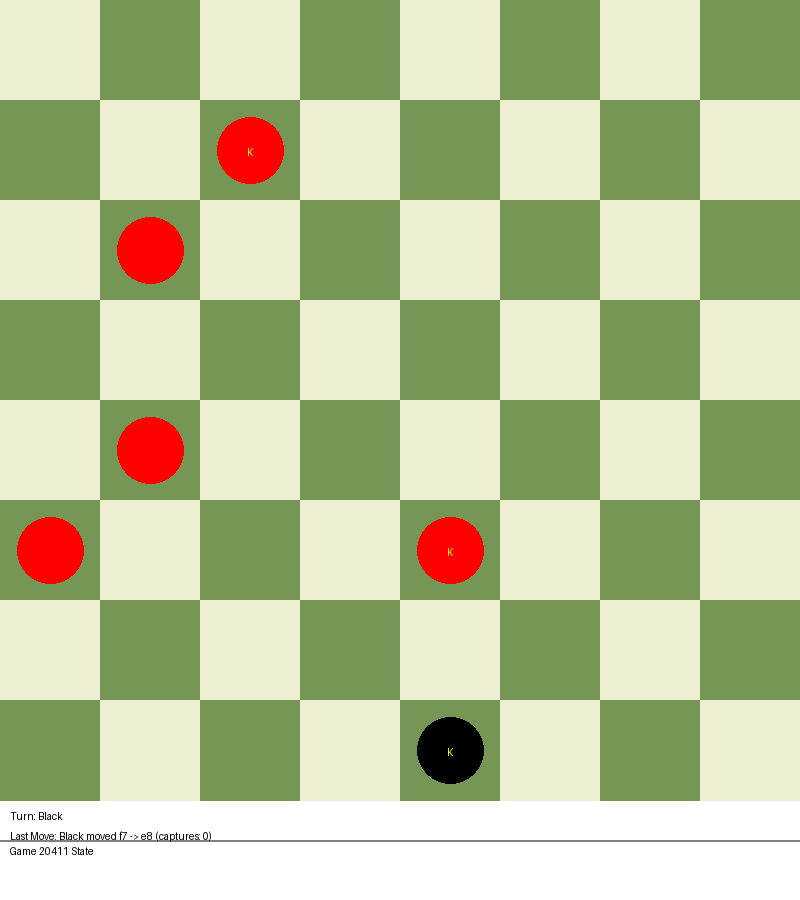 K
K
K
Turn: Black
Last Move: Black moved f7 -> e8 (captures: 0)
Game 20411 State